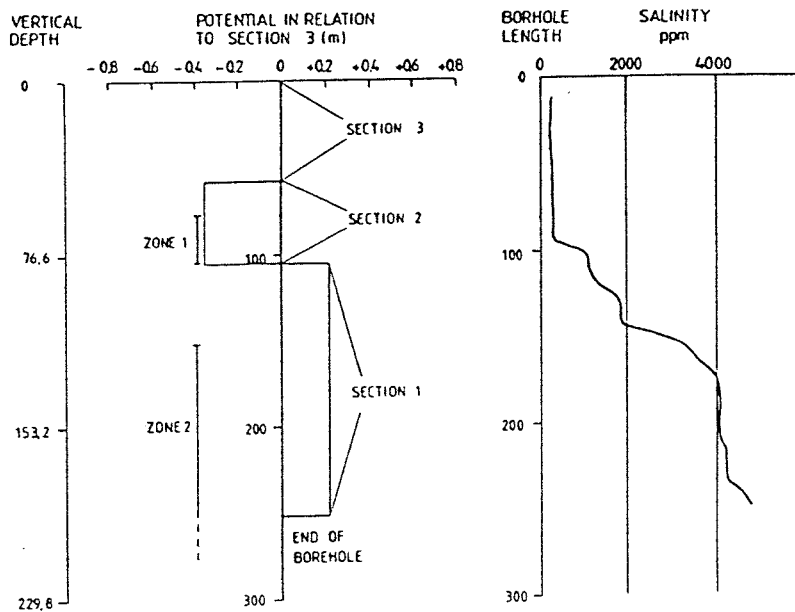 VERTICAL
DEPTH
POTENTIAL IN RELATION
TO SECTION 3 (m)
BORHOLE
LENGTH
SALINITY
ppm
-0.8 -0.6 -0.4 -0.2 0 +0.2 +0.4 +0.6 +0.8
0
0 2000 4000
SECTION 3
SECTION 2
ZONE 1
76,6
100
100
SECTION 1
ZONE 2
153,2
200
200
END OF
BOREHOLE
229,8
300
300